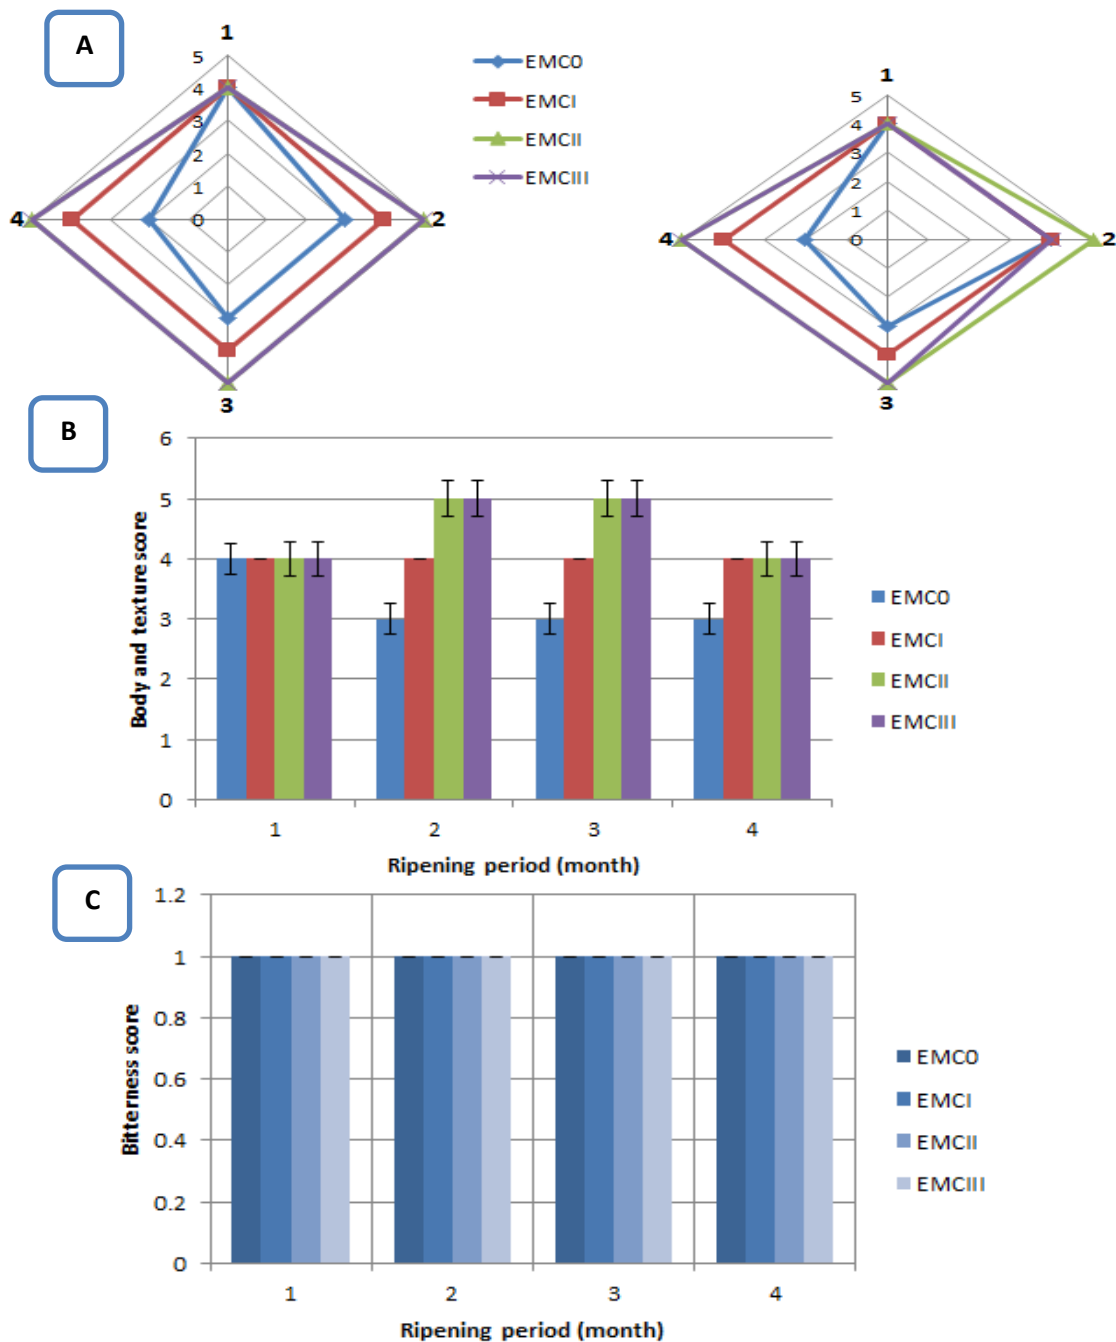 A
1
5
4
3
2
1
0
4
2
3
EMC0
EMCI
EMCII
EMCIII
1
5
4
3
2
1
0
4
2
3
B
6
5
4
3
2
1
0
Body and texture score
1 2 3 4
Ripening period (month)
EMC0
EMCI
EMCII
EMCIII
C
1.2
1
0.8
0.6
0.4
0.2
0
Bitterness score
1 2 3 4
Ripening period (month)
EMC0
EMCI
EMCII
EMCIII